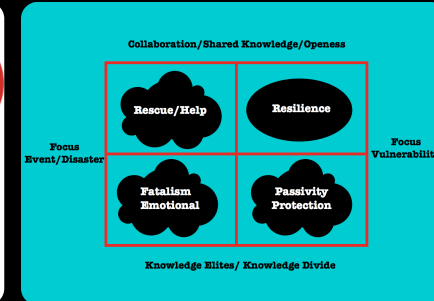 Collaboration/Shared Knowledge/Openess
Rescue/Help
Resilience
Focus
Event/Disaster
Focus
Vulnerabilit
Fatalism
Emotional
Passivity
Protection
Knowledge Elites/ Knowledge Divide